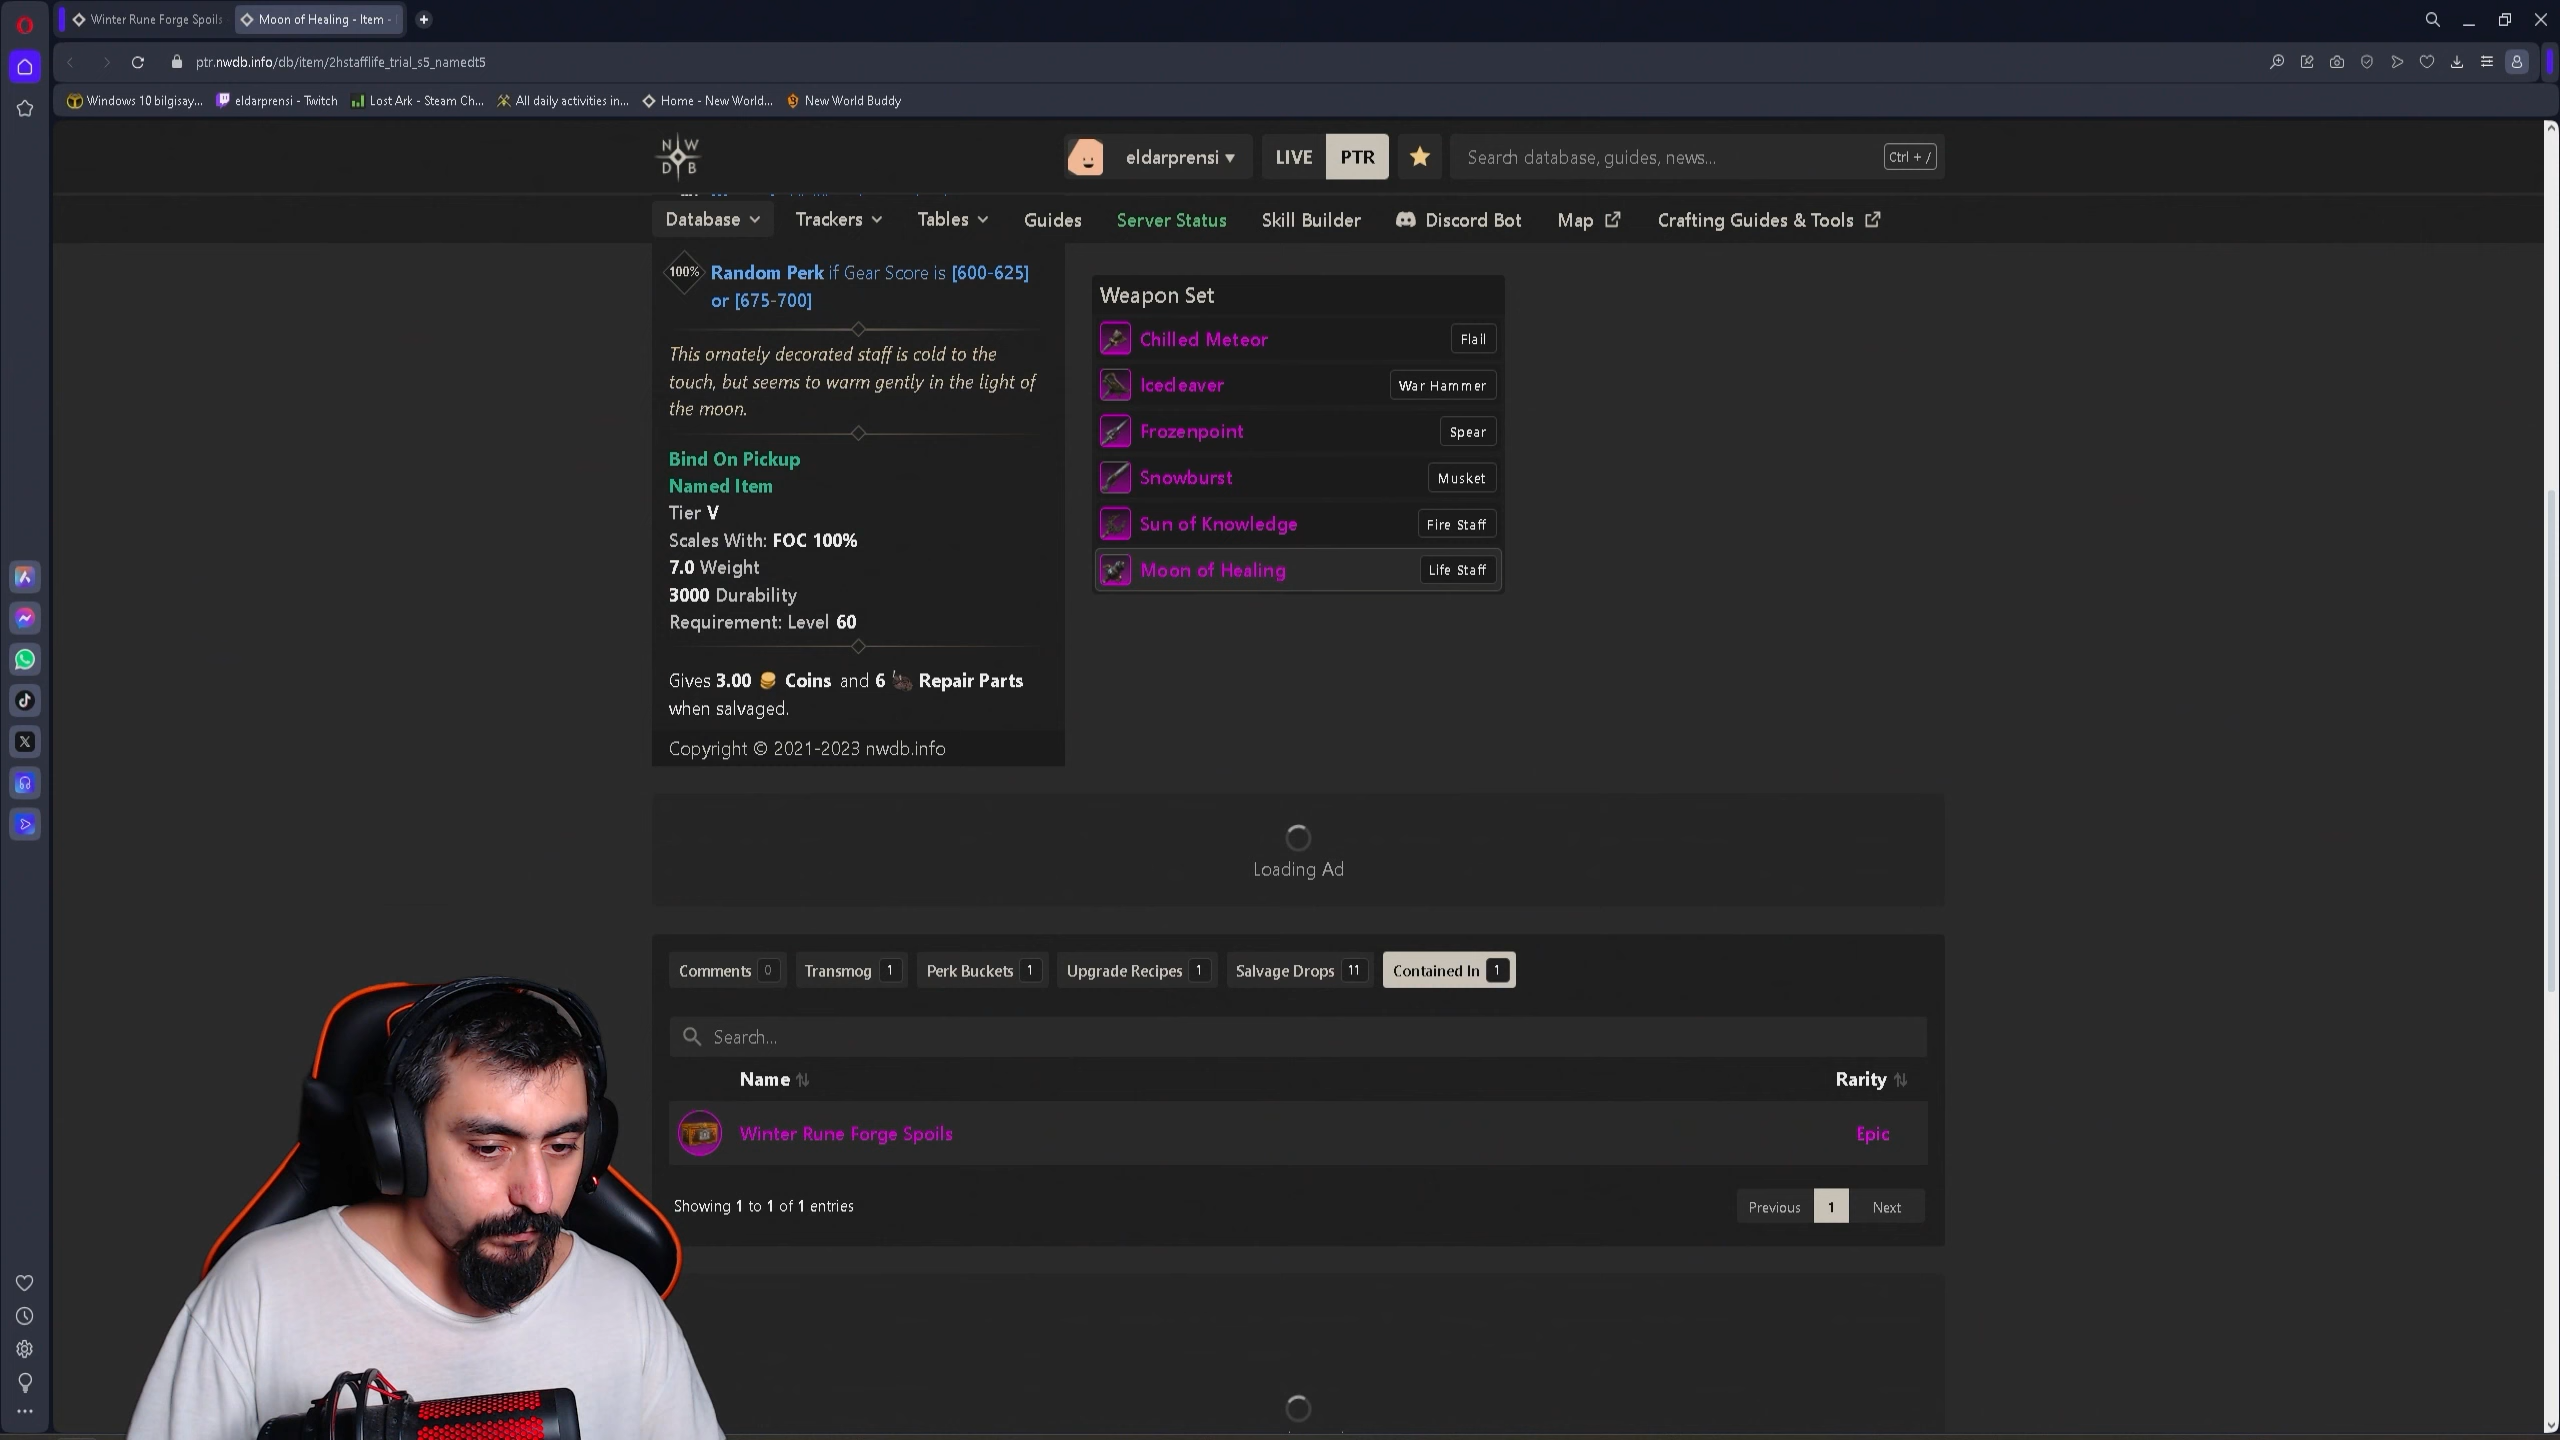 Winter Rune Forge Spoils
Moon of Healing - Item -
ptr.nwdb.info/db/item/2hstafflife_trial_s5_namedt5
Windows 10 bilgisay...
eldarprensi - Twitch
Lost Ark - Steam Ch...
All daily activities in...
Home - New World...
New World Buddy
N W
D B
eldarprensi
LIVE
PTR
Search database, guides, news...
Ctrl + /
Database
Trackers
Tables
Guides
Server Status
Skill Builder
Discord Bot
Map
Crafting Guides & Tools
100%
Random Perk if Gear Score is [600-625]
or [675-700]
This ornately decorated staff is cold to the
touch, but seems to warm gently in the light of
the moon.
Bind On Pickup
Named Item
Tier V
Scales With: FOC 100%
7.0 Weight
3000 Durability
Requirement: Level 60
Gives 3.00 Coins and 6 Repair Parts
when salvaged.
Copyright © 2021-2023 nwdb.info
Weapon Set
Chilled Meteor Flail
Icecleaver War Hammer
Frozenpoint Spear
Snowburst Musket
Sun of Knowledge Fire Staff
Moon of Healing Life Staff
Loading Ad
Comments 0
Transmog 1
Perk Buckets 1
Upgrade Recipes 1
Salvage Drops 11
Contained In 1
Search...
Name Rarity
Winter Rune Forge Spoils Epic
Showing 1 to 1 of 1 entries
Previous 1 Next